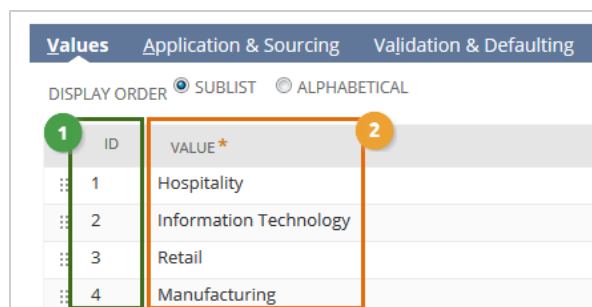 Values Application & Sourcing Validation & Defaulting
DISPLAY ORDER SUBLIST ALPHABETICAL
1 2
ID VALUE *
1 Hospitality
2 Information Technology
3 Retail
4 Manufacturing